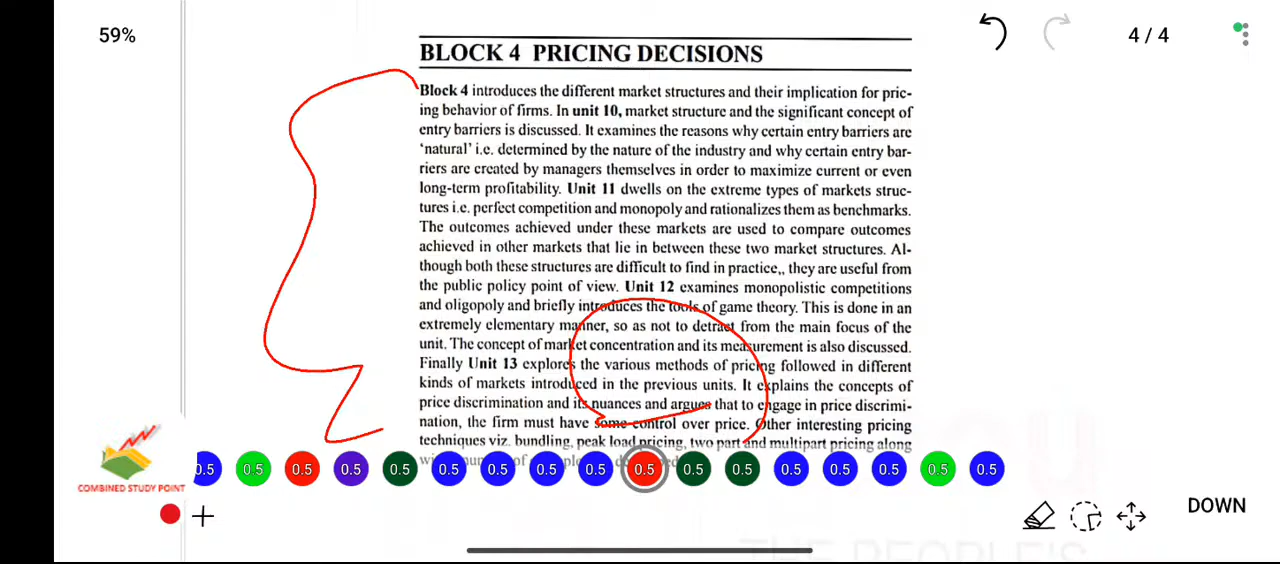 59%
4 / 4
BLOCK 4 PRICING DECISIONS
Block 4 introduces the different market structures and their implication for pric-
ing behavior of firms. In unit 10, market structure and the significant concept of
entry barriers is discussed. It examines the reasons why certain entry barriers are
‘natural’ i.e. determined by the nature of the industry and why certain entry bar-
riers are created by managers themselves in order to maximize current or even
long-term profitability. Unit 11 dwells on the extreme types of markets struc-
tures i.e. perfect competition and monopoly and rationalizes them as benchmarks.
The outcomes achieved under these markets are used to compare outcomes
achieved in other markets that lie in between these two market structures. Al-
though both these structures are difficult to find in practice,, they are useful from
the public policy point of view. Unit 12 examines monopolistic competitions
and oligopoly and briefly introduces the tools of game theory. This is done in an
extremely elementary manner, so as not to detract from the main focus of the
unit. The concept of market concentration and its measurement is also discussed.
Finally Unit 13 explores the various methods of pricing followed in different
kinds of markets introduced in the previous units. It explains the concepts of
price discrimination and its nuances and argues that to engage in price discrimi-
nation, the firm must have some control over price. Other interesting pricing
techniques viz. bundling, peak load pricing, two part and multipart pricing along
0.5 0.5 0.5 0.5 0.5 0.5 0.5 0.5 0.5 0.5 0.5 0.5 0.5 0.5 0.5 0.5 0.5
COMBINED STUDY POINT
DOWN
THE PEOPLE'S